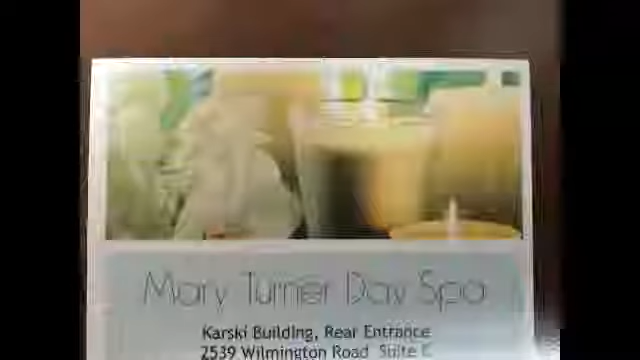 Mary Turner Day Spa
Karski Building, Rear Entrance
2539 Wilmington Road Suite C